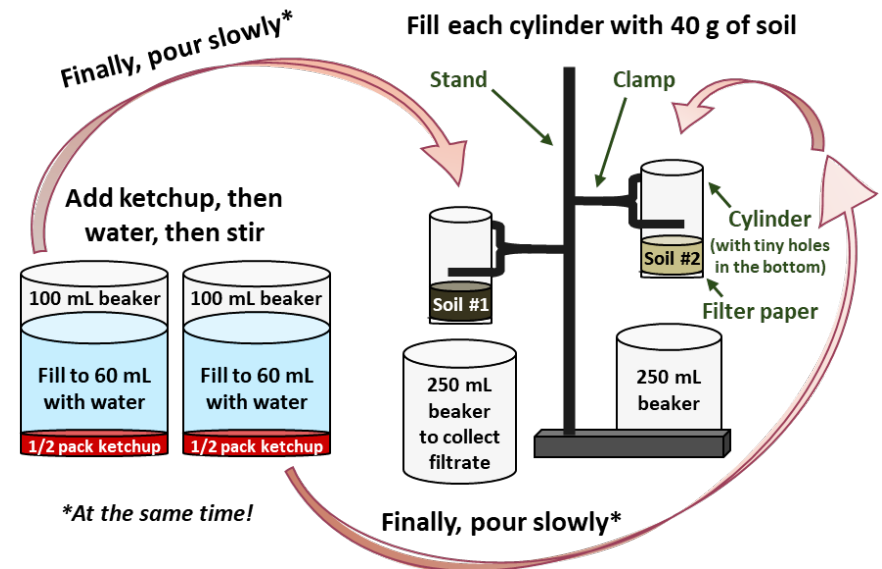 Finally, pour slowly*
Fill each cylinder with 40 g of soil
Stand
Clamp
Add ketchup, then
water, then stir
100 mL beaker
100 mL beaker
Fill to 60 mL
with water
Fill to 60 mL
with water
1/2 pack ketchup
1/2 pack ketchup
*At the same time!
Soil #1
Soil #2
Cylinder
(with tiny holes
in the bottom)
Filter paper
250 mL
beaker
to collect
filtrate
250 mL
beaker
Finally, pour slowly*